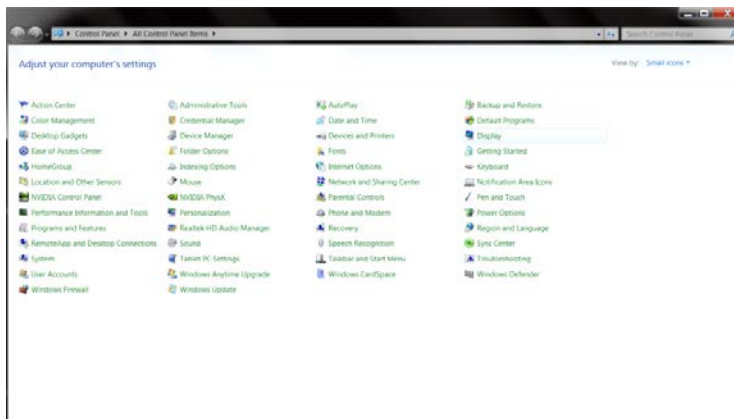 Control Panel ▸ All Control Panel Items ▸
Search Control Panel
Adjust your computer's settings
View by: Small icons
Action Center
Administrative Tools
AutoPlay
Backup and Restore
Color Management
Credential Manager
Date and Time
Default Programs
Desktop Gadgets
Device Manager
Devices and Printers
Display
Ease of Access Center
Folder Options
Fonts
Getting Started
HomeGroup
Indexing Options
Internet Options
Keyboard
Location and Other Sensors
Mouse
Network and Sharing Center
Notification Area Icons
NVIDIA Control Panel
NVIDIA PhysX
Parental Controls
Pen and Touch
Performance Information and Tools
Personalization
Phone and Modem
Power Options
Programs and Features
Realtek HD Audio Manager
Recovery
Region and Language
RemoteApp and Desktop Connections
Sound
Speech Recognition
Sync Center
System
Tablet PC Settings
Taskbar and Start Menu
Troubleshooting
User Accounts
Windows Anytime Upgrade
Windows CardSpace
Windows Defender
Windows Firewall
Windows Update